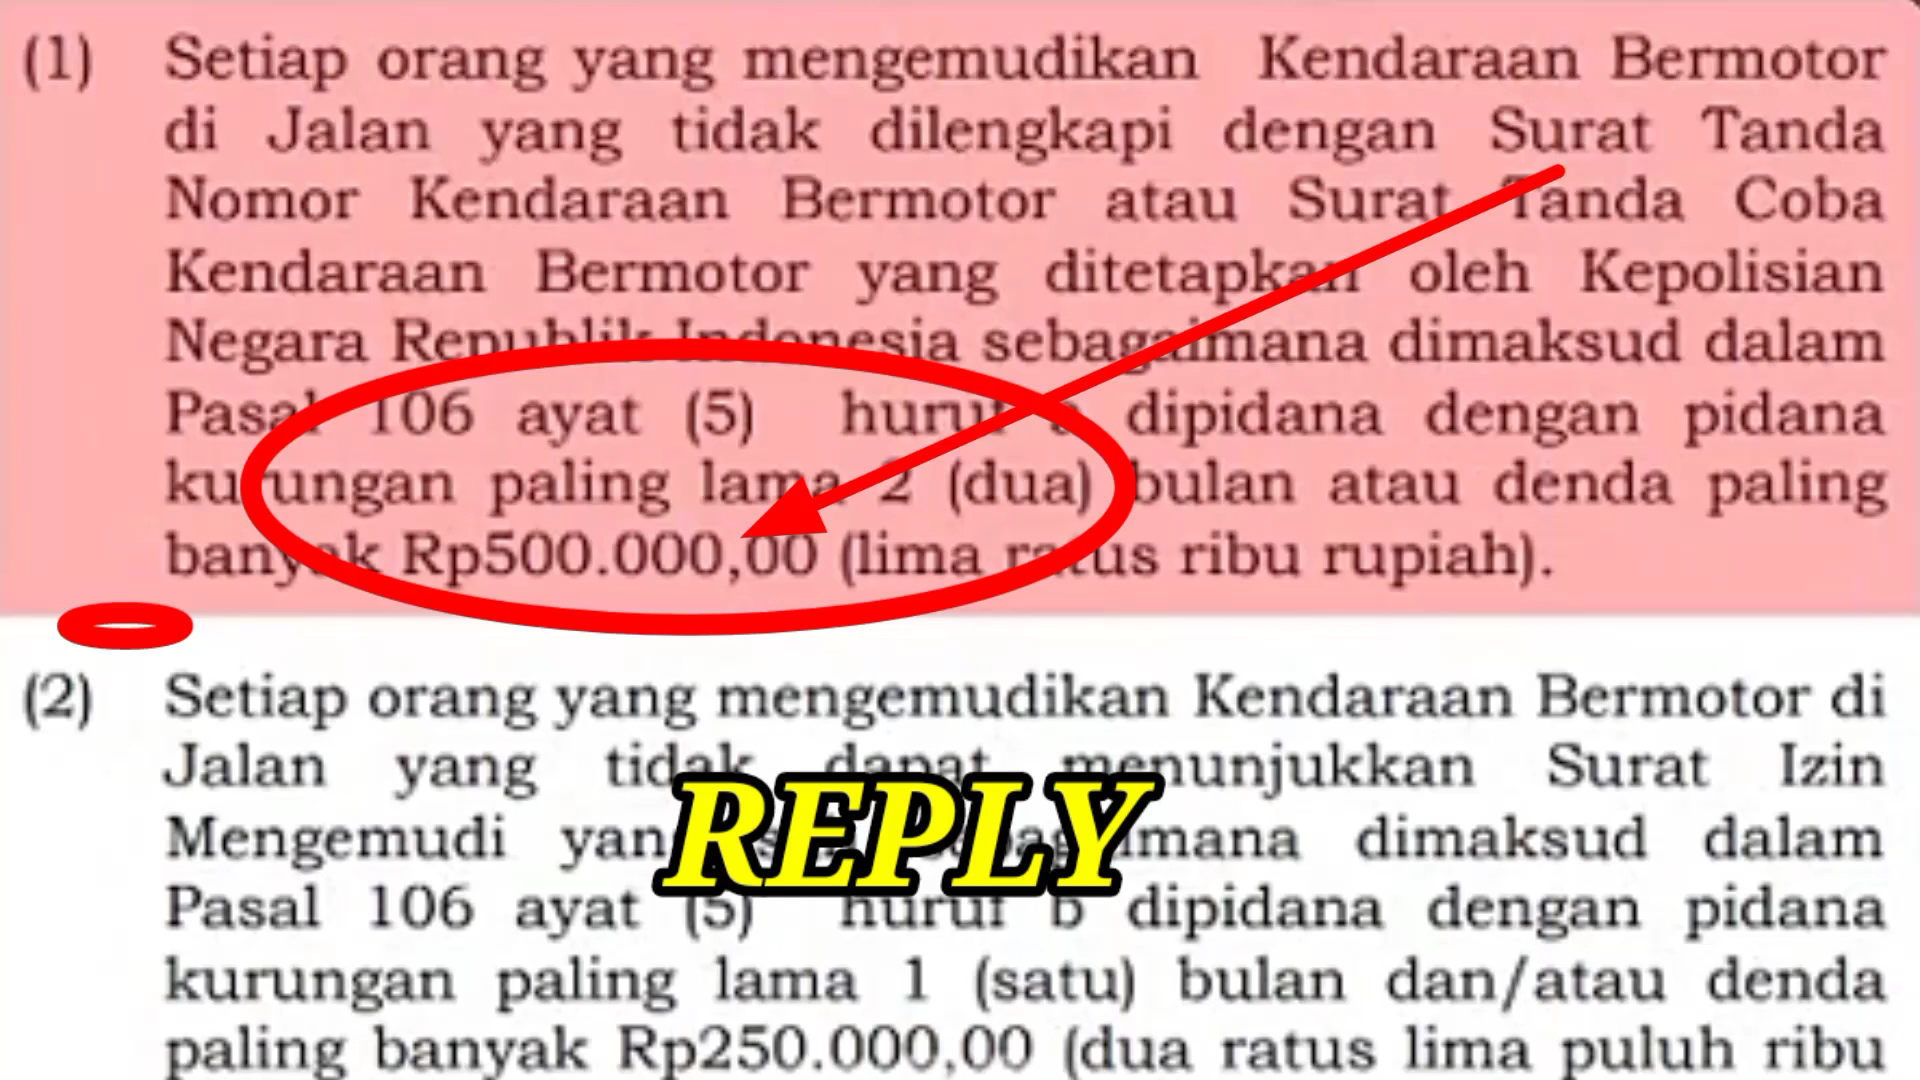 (1) Setiap orang yang mengemudikan Kendaraan Bermotor
di Jalan yang tidak dilengkapi dengan Surat Tanda
Nomor Kendaraan Bermotor atau Surat Tanda Coba
Kendaraan Bermotor yang ditetapkan oleh Kepolisian
Negara Republik Indonesia sebagaimana dimaksud dalam
Pasal 106 ayat (5) huruf a dipidana dengan pidana
kurungan paling lama 2 (dua) bulan atau denda paling
banyak Rp500.000,00 (lima ratus ribu rupiah).
(2) Setiap orang yang mengemudikan Kendaraan Bermotor di
Jalan yang tidak dapat menunjukkan Surat Izin
Mengemudi dimaksud dalam
REPLY
Pasal 106 ayat (5) huruf b dipidana dengan pidana
kurungan paling lama 1 (satu) bulan dan/atau denda
paling banyak Rp250.000,00 (dua ratus lima puluh ribu